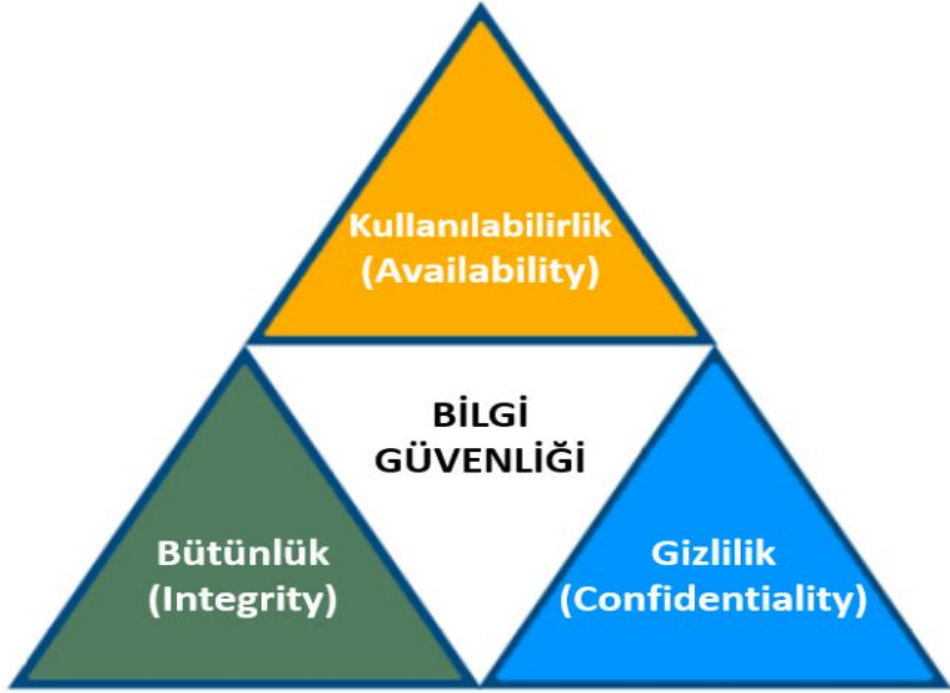 Kullanılabilirlik
(Availability)
BİLGİ
GÜVENLİĞİ
Bütünlük
(Integrity)
Gizlilik
(Confidentiality)